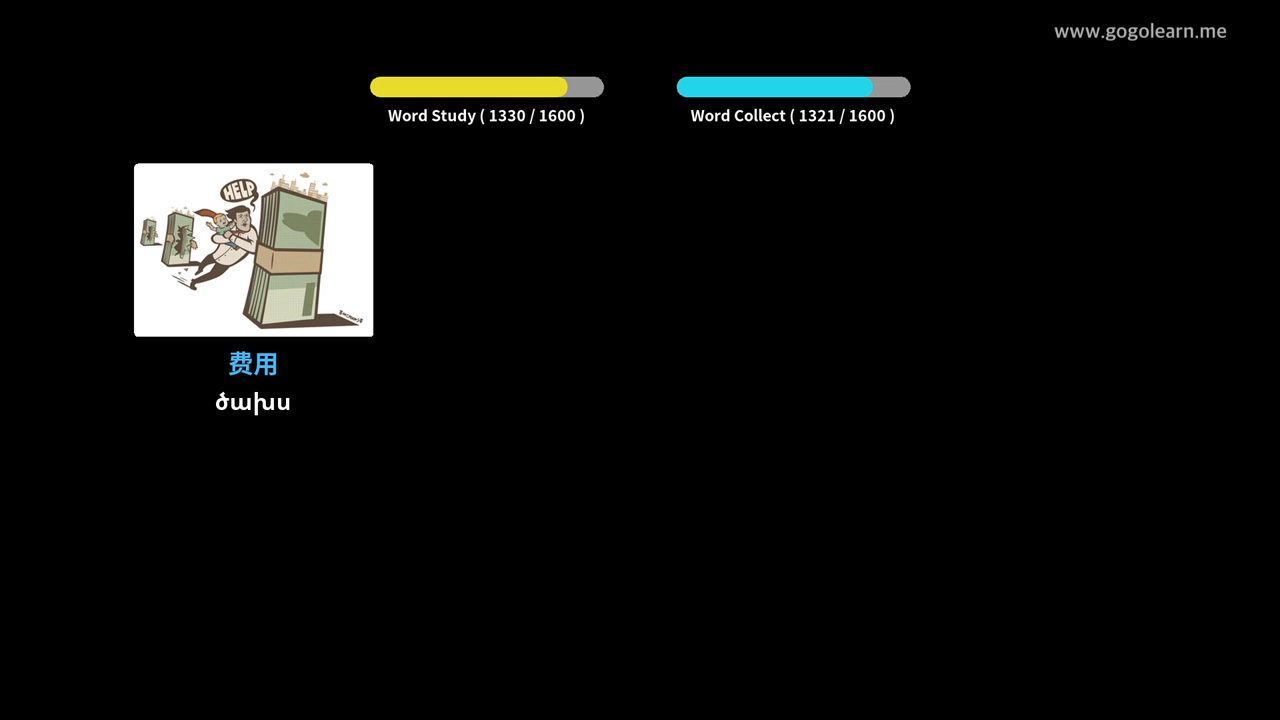 www.gogolearn.me
Word Study ( 1330 / 1600 )
Word Collect ( 1321 / 1600 )
HELP
费用
ծախս